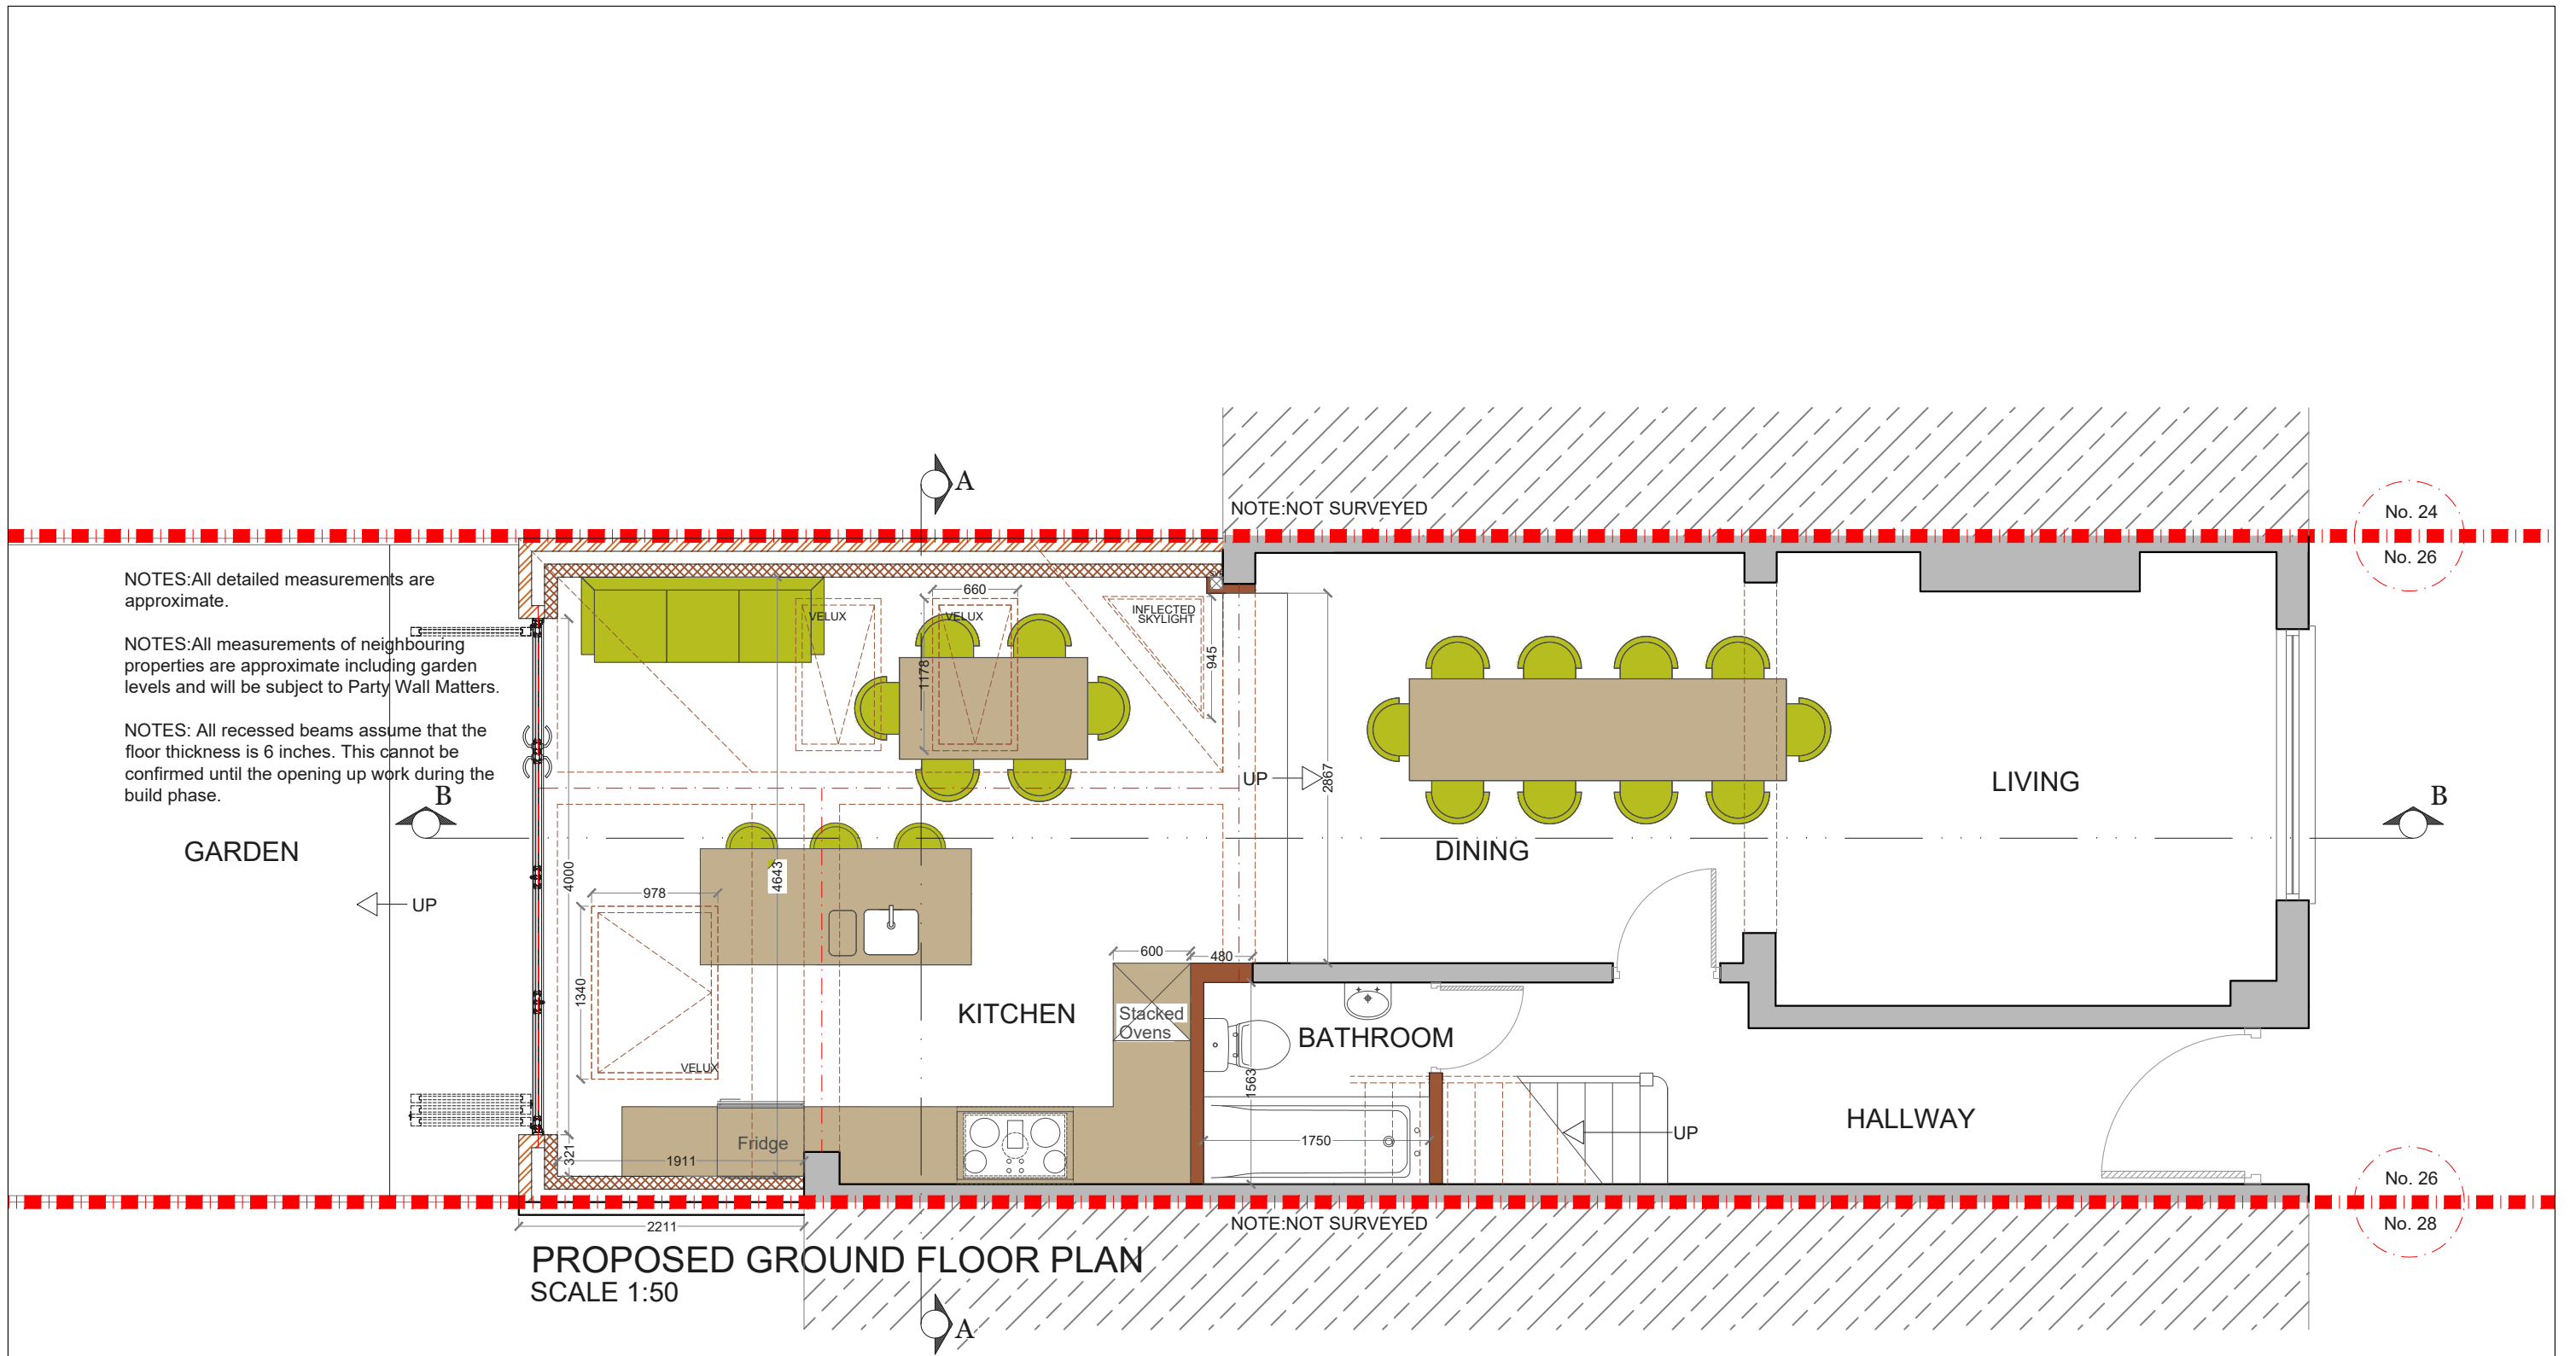 A
NOTE:NOT SURVEYED
No. 24
No. 26
NOTES:All detailed measurements are
approximate.
NOTES:All measurements of neighbouring
properties are approximate including garden
levels and will be subject to Party Wall Matters.
NOTES: All recessed beams assume that the
floor thickness is 6 inches. This cannot be
confirmed until the opening up work during the
build phase.
B
GARDEN
UP
660
VELUX
VELUX
INFLECTED
SKYLIGHT
1178
945
UP
2867
LIVING
B
DINING
4000
4643
978
1340
VELUX
600
480
KITCHEN
Stacked
Ovens
BATHROOM
1563
1750
UP
HALLWAY
Fridge
321
1911
2211
NOTE:NOT SURVEYED
No. 26
No. 28
PROPOSED GROUND FLOOR PLAN
SCALE 1:50
A